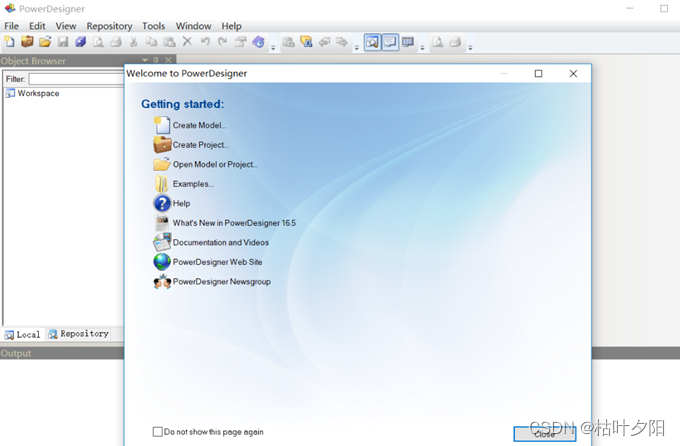 PowerDesigner
File Edit View Repository Tools Window Help
Object Browser
Filter:
Workspace
Welcome to PowerDesigner
Getting started:
Create Model...
Create Project...
Open Model or Project...
Examples...
Help
What's New in PowerDesigner 16.5
Documentation and Videos
PowerDesigner Web Site
PowerDesigner Newsgroup
Local Repository
Output
Do not show this page again
Close
CSDN @枯叶夕阳